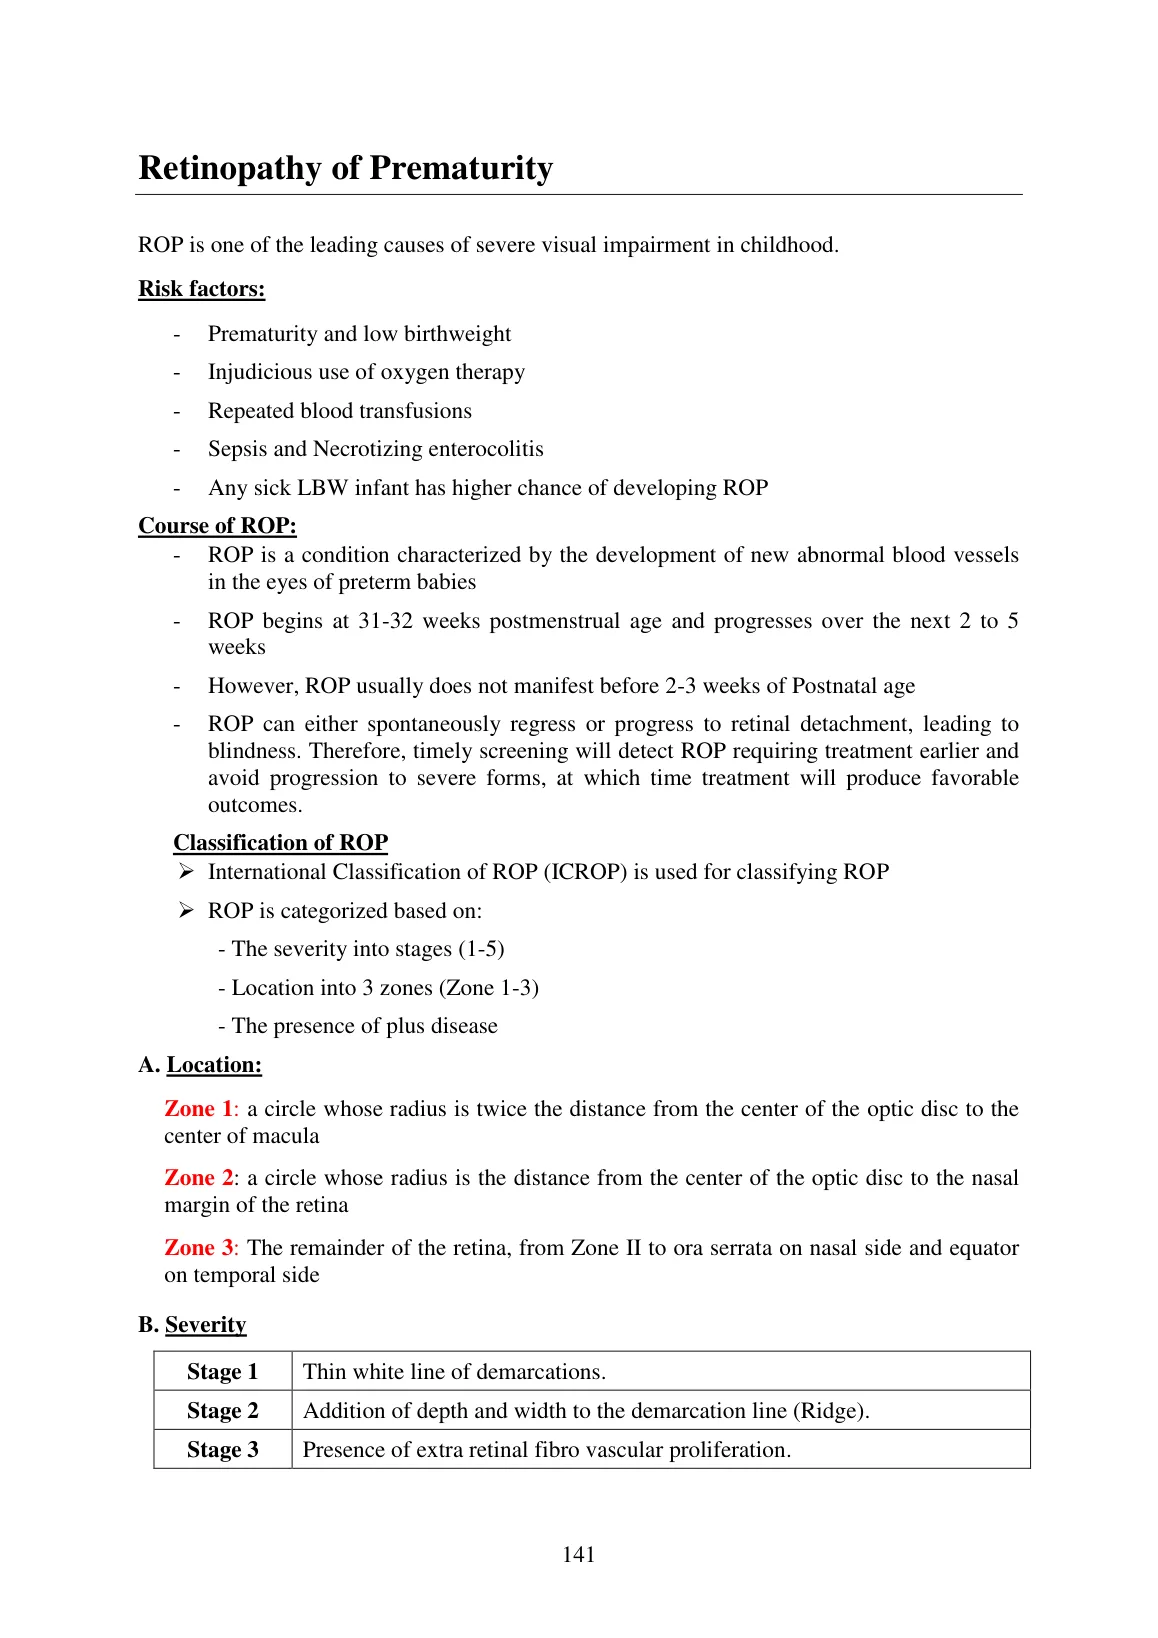 Retinopathy of Prematurity
ROP is one of the leading causes of severe visual impairment in childhood.
Risk factors:
- Prematurity and low birthweight
- Injudicious use of oxygen therapy
- Repeated blood transfusions
- Sepsis and Necrotizing enterocolitis
- Any sick LBW infant has higher chance of developing ROP
Course of ROP:
- ROP is a condition characterized by the development of new abnormal blood vessels
in the eyes of preterm babies
- ROP begins at 31-32 weeks postmenstrual age and progresses over the next 2 to 5
weeks
- However, ROP usually does not manifest before 2-3 weeks of Postnatal age
- ROP can either spontaneously regress or progress to retinal detachment, leading to
blindness. Therefore, timely screening will detect ROP requiring treatment earlier and
avoid progression to severe forms, at which time treatment will produce favorable
outcomes.
Classification of ROP
➢ International Classification of ROP (ICROP) is used for classifying ROP
➢ ROP is categorized based on:
- The severity into stages (1-5)
- Location into 3 zones (Zone 1-3)
- The presence of plus disease
A. Location:
Zone 1: a circle whose radius is twice the distance from the center of the optic disc to the
center of macula
Zone 2: a circle whose radius is the distance from the center of the optic disc to the nasal
margin of the retina
Zone 3: The remainder of the retina, from Zone II to ora serrata on nasal side and equator
on temporal side
B. Severity
Stage 1 Thin white line of demarcations.
Stage 2 Addition of depth and width to the demarcation line (Ridge).
Stage 3 Presence of extra retinal fibro vascular proliferation.
141